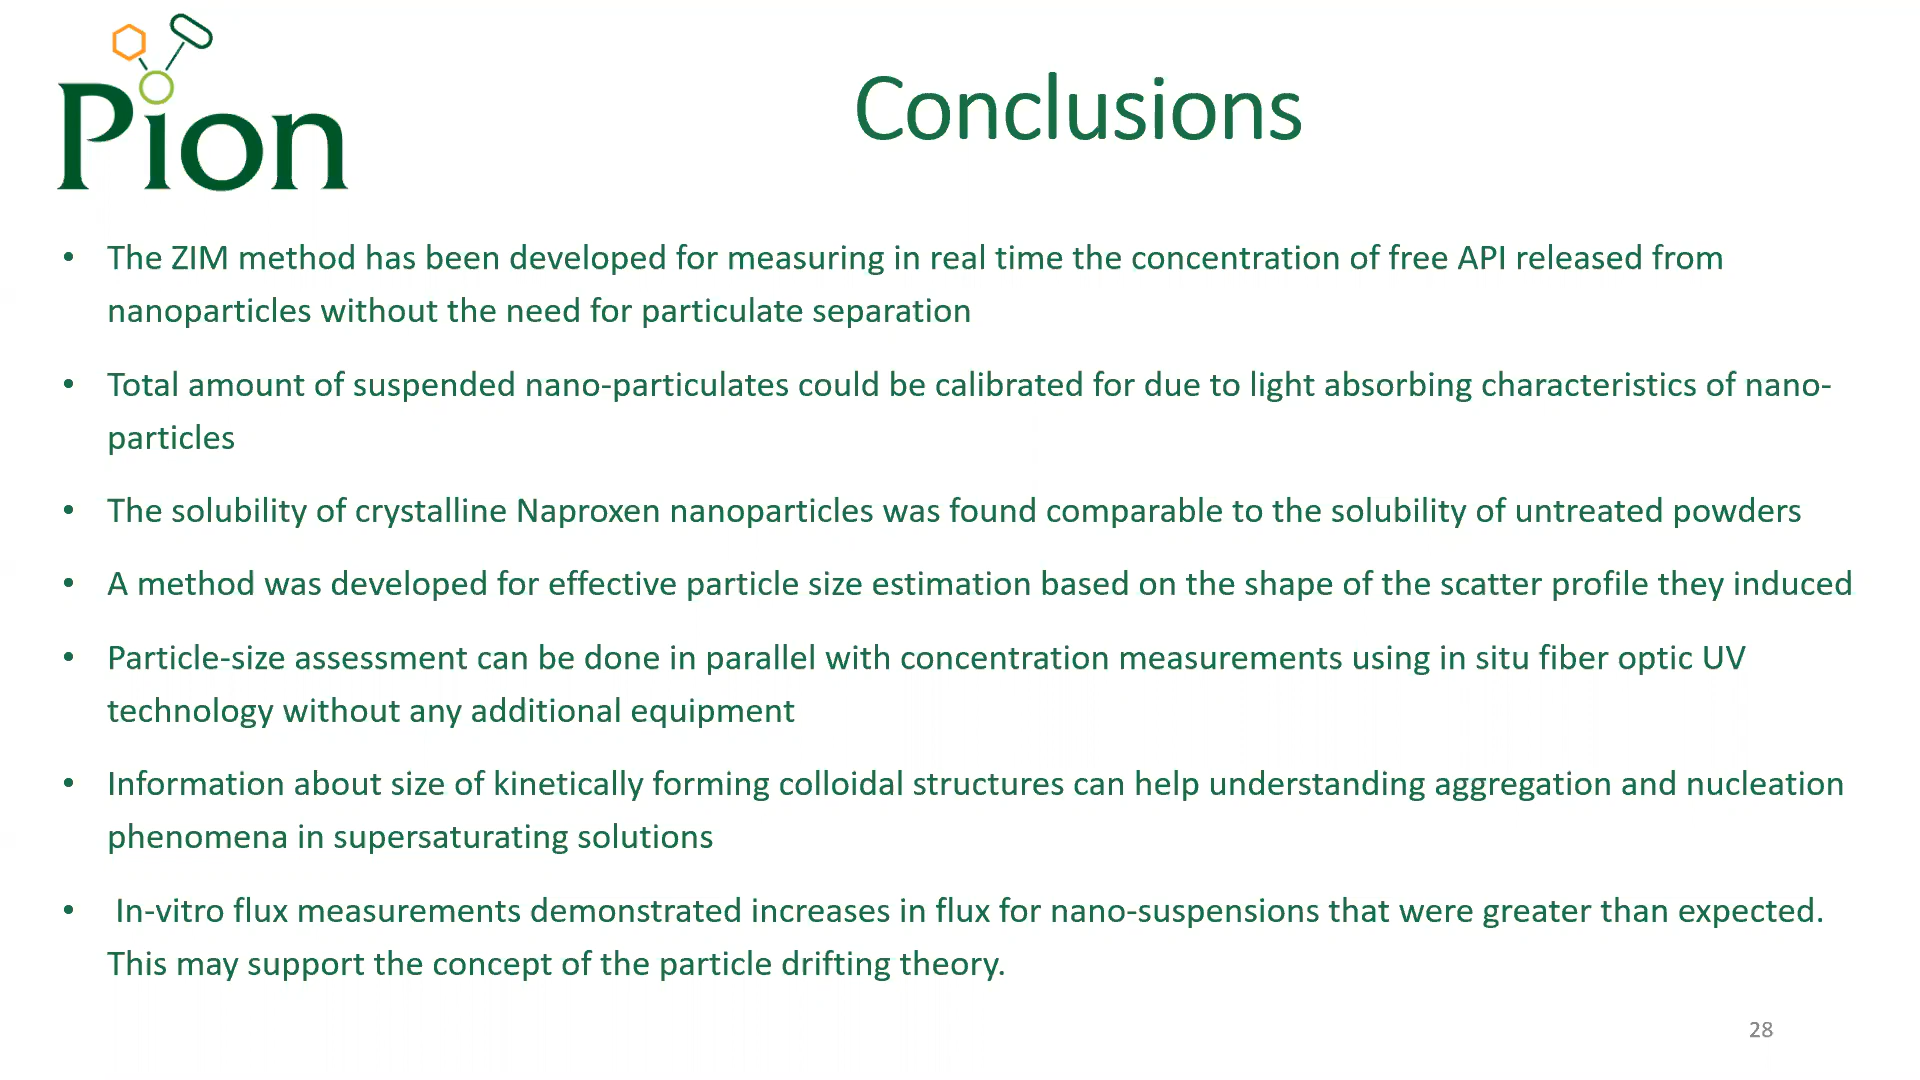 Pion
Conclusions
• The ZIM method has been developed for measuring in real time the concentration of free API released from
nanoparticles without the need for particulate separation
• Total amount of suspended nano-particulates could be calibrated for due to light absorbing characteristics of nano-
particles
• The solubility of crystalline Naproxen nanoparticles was found comparable to the solubility of untreated powders
• A method was developed for effective particle size estimation based on the shape of the scatter profile they induced
• Particle-size assessment can be done in parallel with concentration measurements using in situ fiber optic UV
technology without any additional equipment
• Information about size of kinetically forming colloidal structures can help understanding aggregation and nucleation
phenomena in supersaturating solutions
• In-vitro flux measurements demonstrated increases in flux for nano-suspensions that were greater than expected.
This may support the concept of the particle drifting theory.
28